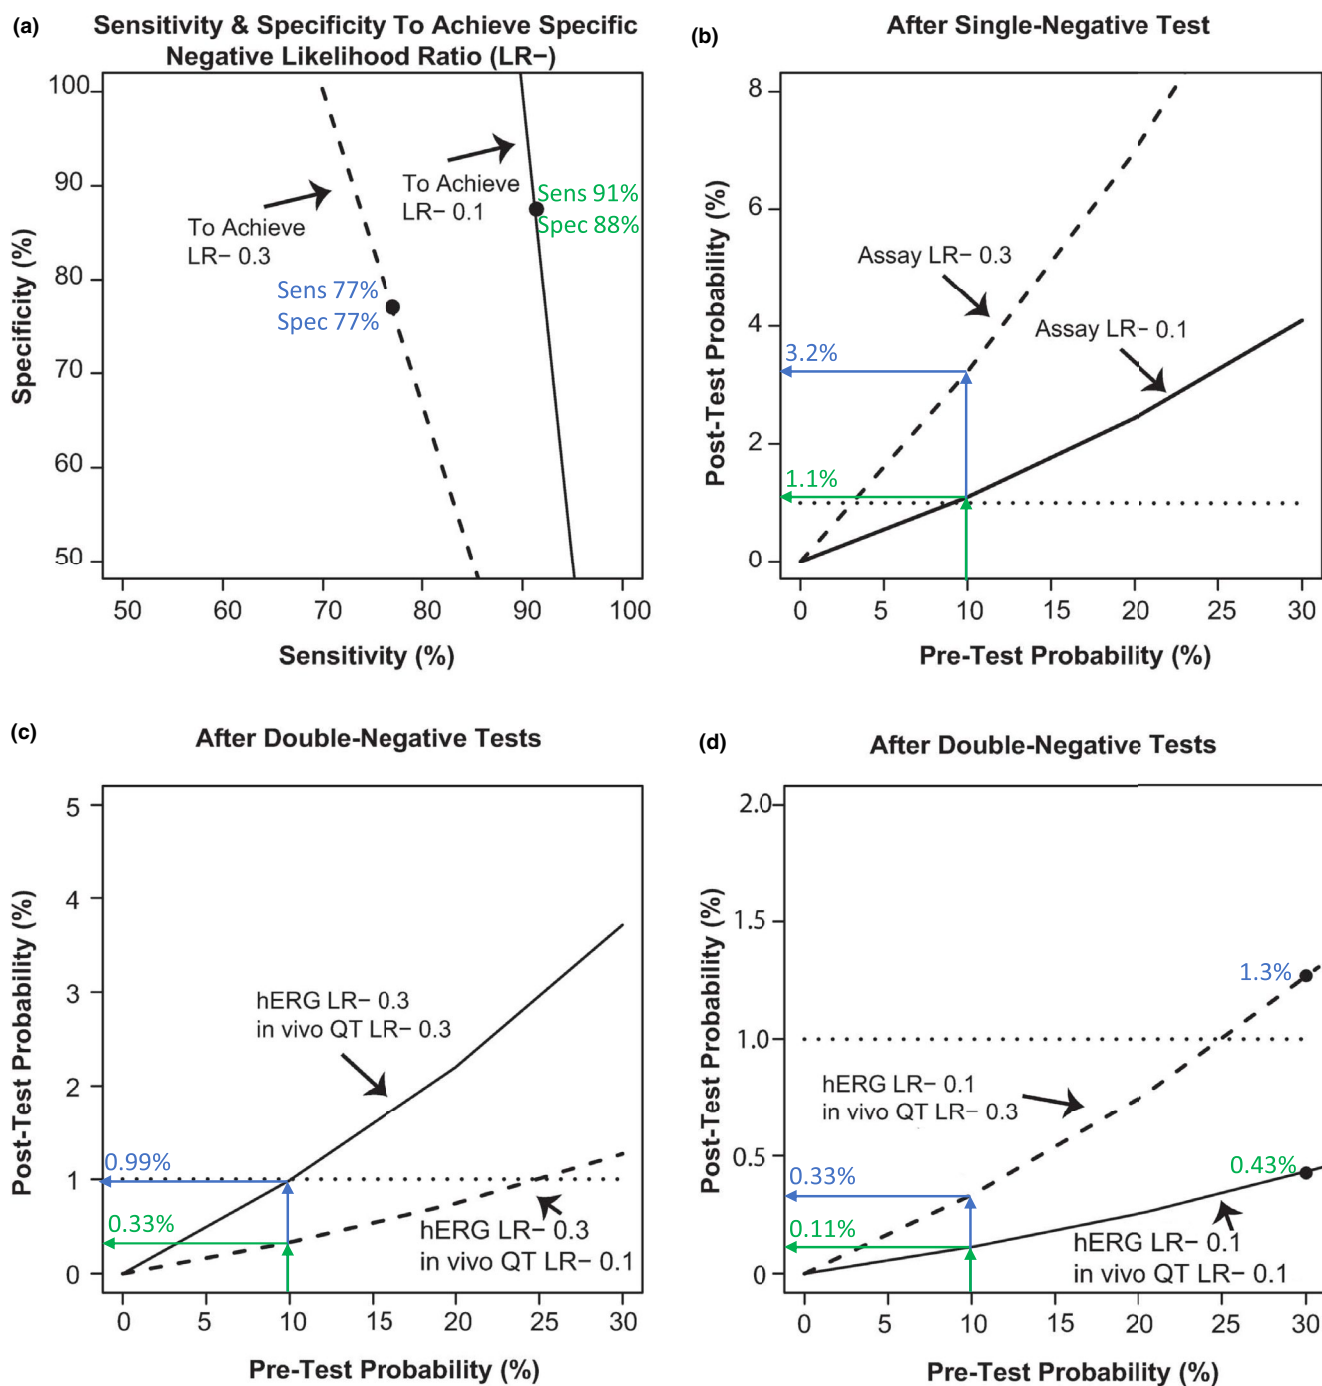 (a)
Sensitivity & Specificity To Achieve Specific
Negative Likelihood Ratio (LR−)
Specificity (%)
100
90
80
70
60
50
To Achieve
LR− 0.3
To Achieve
LR− 0.1
Sens 91%
Spec 88%
Sens 77%
Spec 77%
50
60
70
80
90
100
Sensitivity (%)
(b)
After Single-Negative Test
Post-Test Probability (%)
8
6
4
2
0
Assay LR− 0.3
Assay LR− 0.1
3.2%
1.1%
0
5
10
15
20
25
30
Pre-Test Probability (%)
(c)
After Double-Negative Tests
Post-Test Probability (%)
5
4
3
2
1
0
hERG LR− 0.3
in vivo QT LR− 0.3
0.99%
0.33%
hERG LR− 0.3
in vivo QT LR− 0.1
0
5
10
15
20
25
30
Pre-Test Probability (%)
(d)
After Double-Negative Tests
Post-Test Probability (%)
2.0
1.5
1.0
0.5
0
1.3%
hERG LR− 0.1
in vivo QT LR− 0.3
0.33%
0.43%
0.11%
hERG LR− 0.1
in vivo QT LR− 0.1
0
5
10
15
20
25
30
Pre-Test Probability (%)